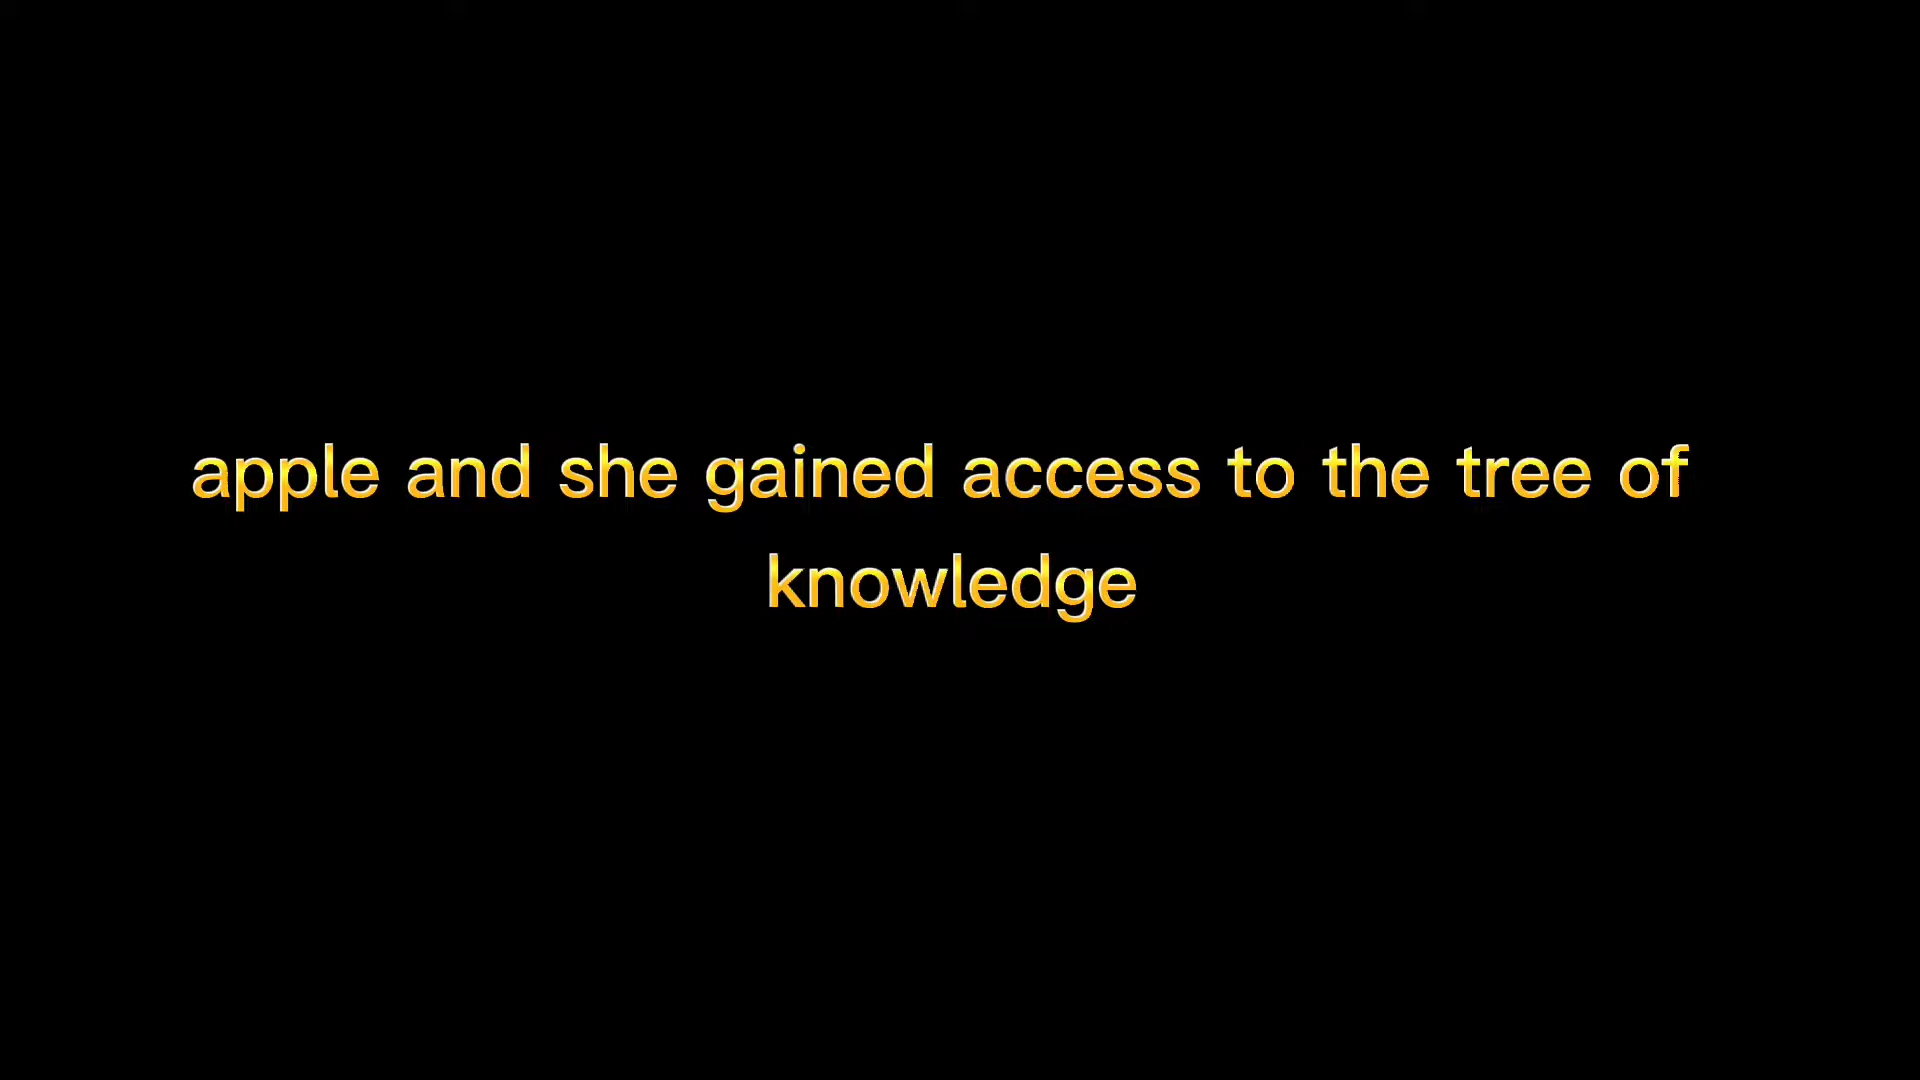 apple and she gained access to the tree of
knowledge